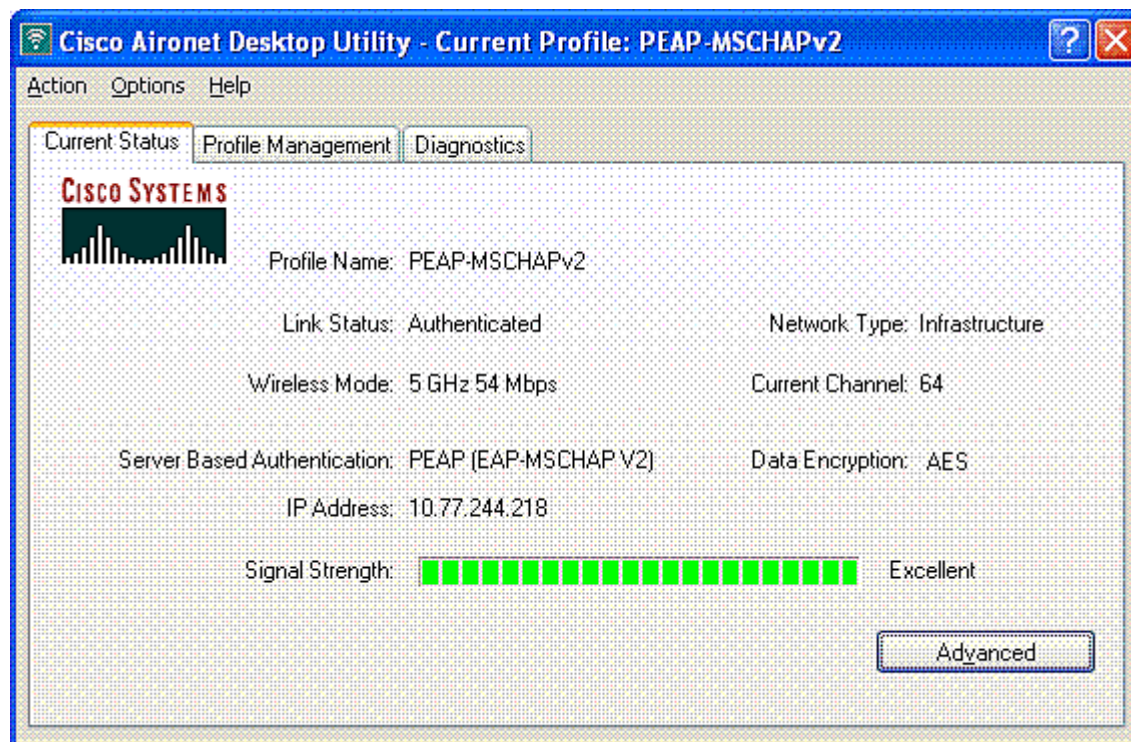 Cisco Aironet Desktop Utility - Current Profile: PEAP-MSCHAPv2
Action Options Help
Current Status Profile Management Diagnostics
CISCO SYSTEMS
Profile Name: PEAP-MSCHAPv2
Link Status: Authenticated Network Type: Infrastructure
Wireless Mode: 5 GHz 54 Mbps Current Channel: 64
Server Based Authentication: PEAP (EAP-MSCHAP V2) Data Encryption: AES
IP Address: 10.77.244.218
Signal Strength: Excellent
Advanced